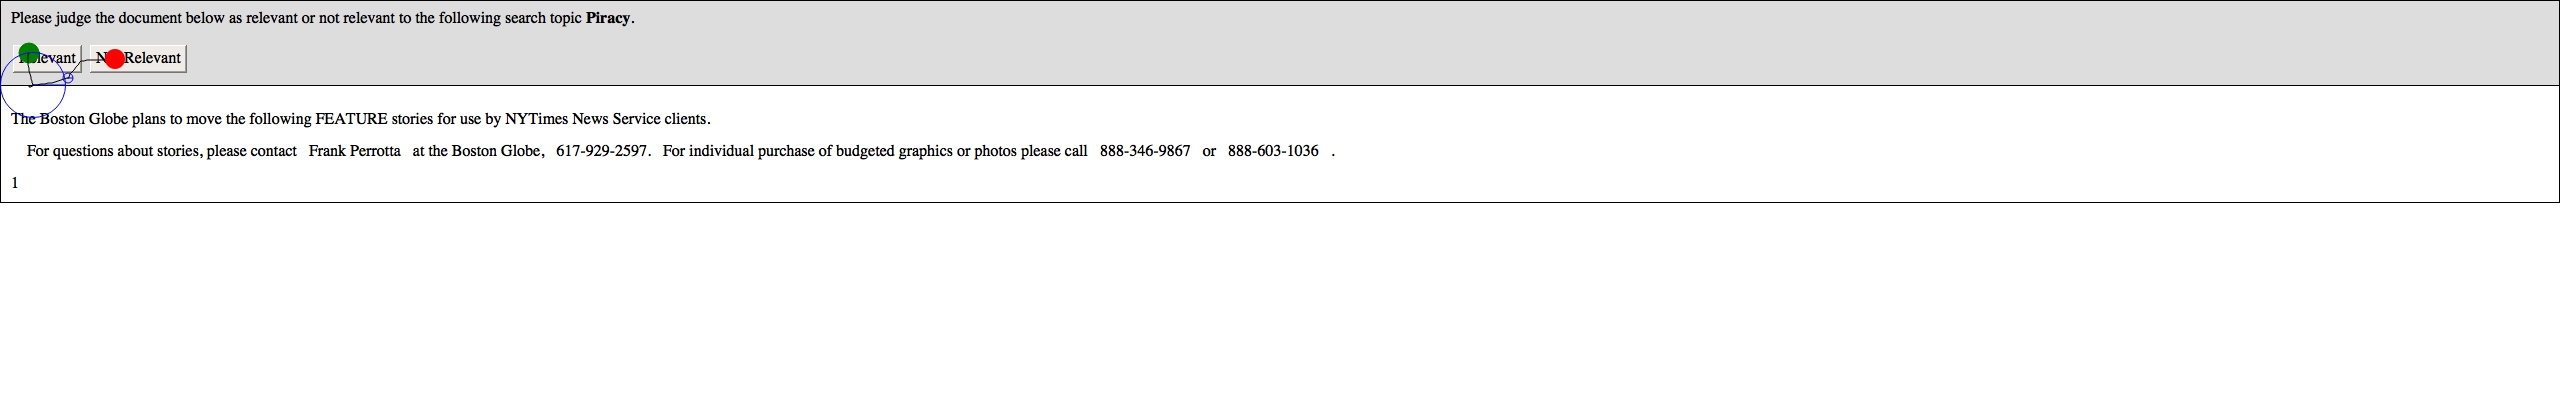 Please judge the document below as relevant or not relevant to the following search topic Piracy.
Relevant Not Relevant
The Boston Globe plans to move the following FEATURE stories for use by NYTimes News Service clients.
For questions about stories, please contact Frank Perrotta at the Boston Globe, 617-929-2597. For individual purchase of budgeted graphics or photos please call 888-346-9867 or 888-603-1036 .
1